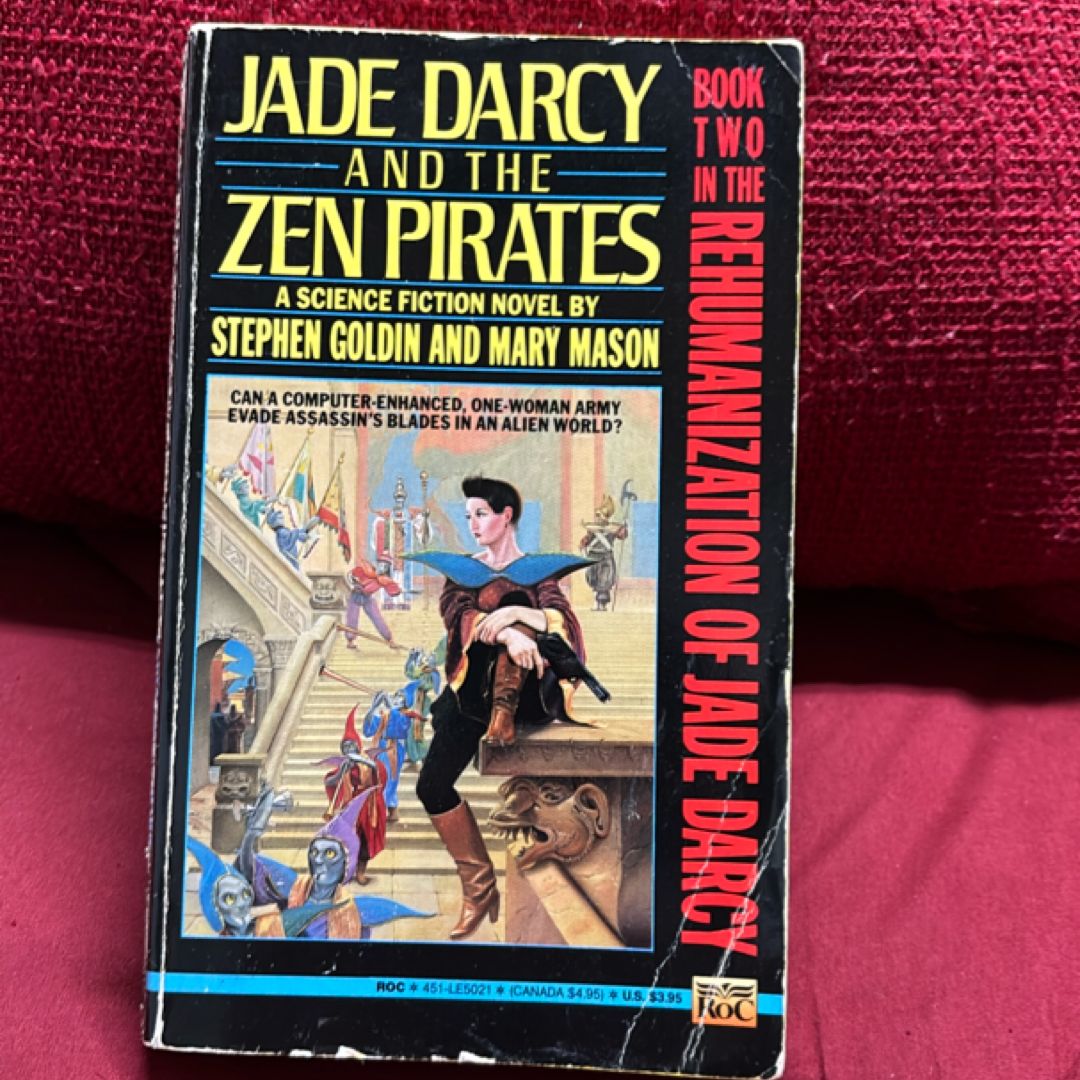 JADE DARCY
AND THE
ZEN PIRATES
A SCIENCE FICTION NOVEL BY
STEPHEN GOLDIN AND MARY MASON
CAN A COMPUTER-ENHANCED, ONE-WOMAN ARMY
EVADE ASSASSIN'S BLADES IN AN ALIEN WORLD?
BOOK
TWO
IN THE
REHUMANIZATION OF JADE DARCY
ROC * 451-LE5021 * (CANADA $4.95) * U.S. $3.95
ROC